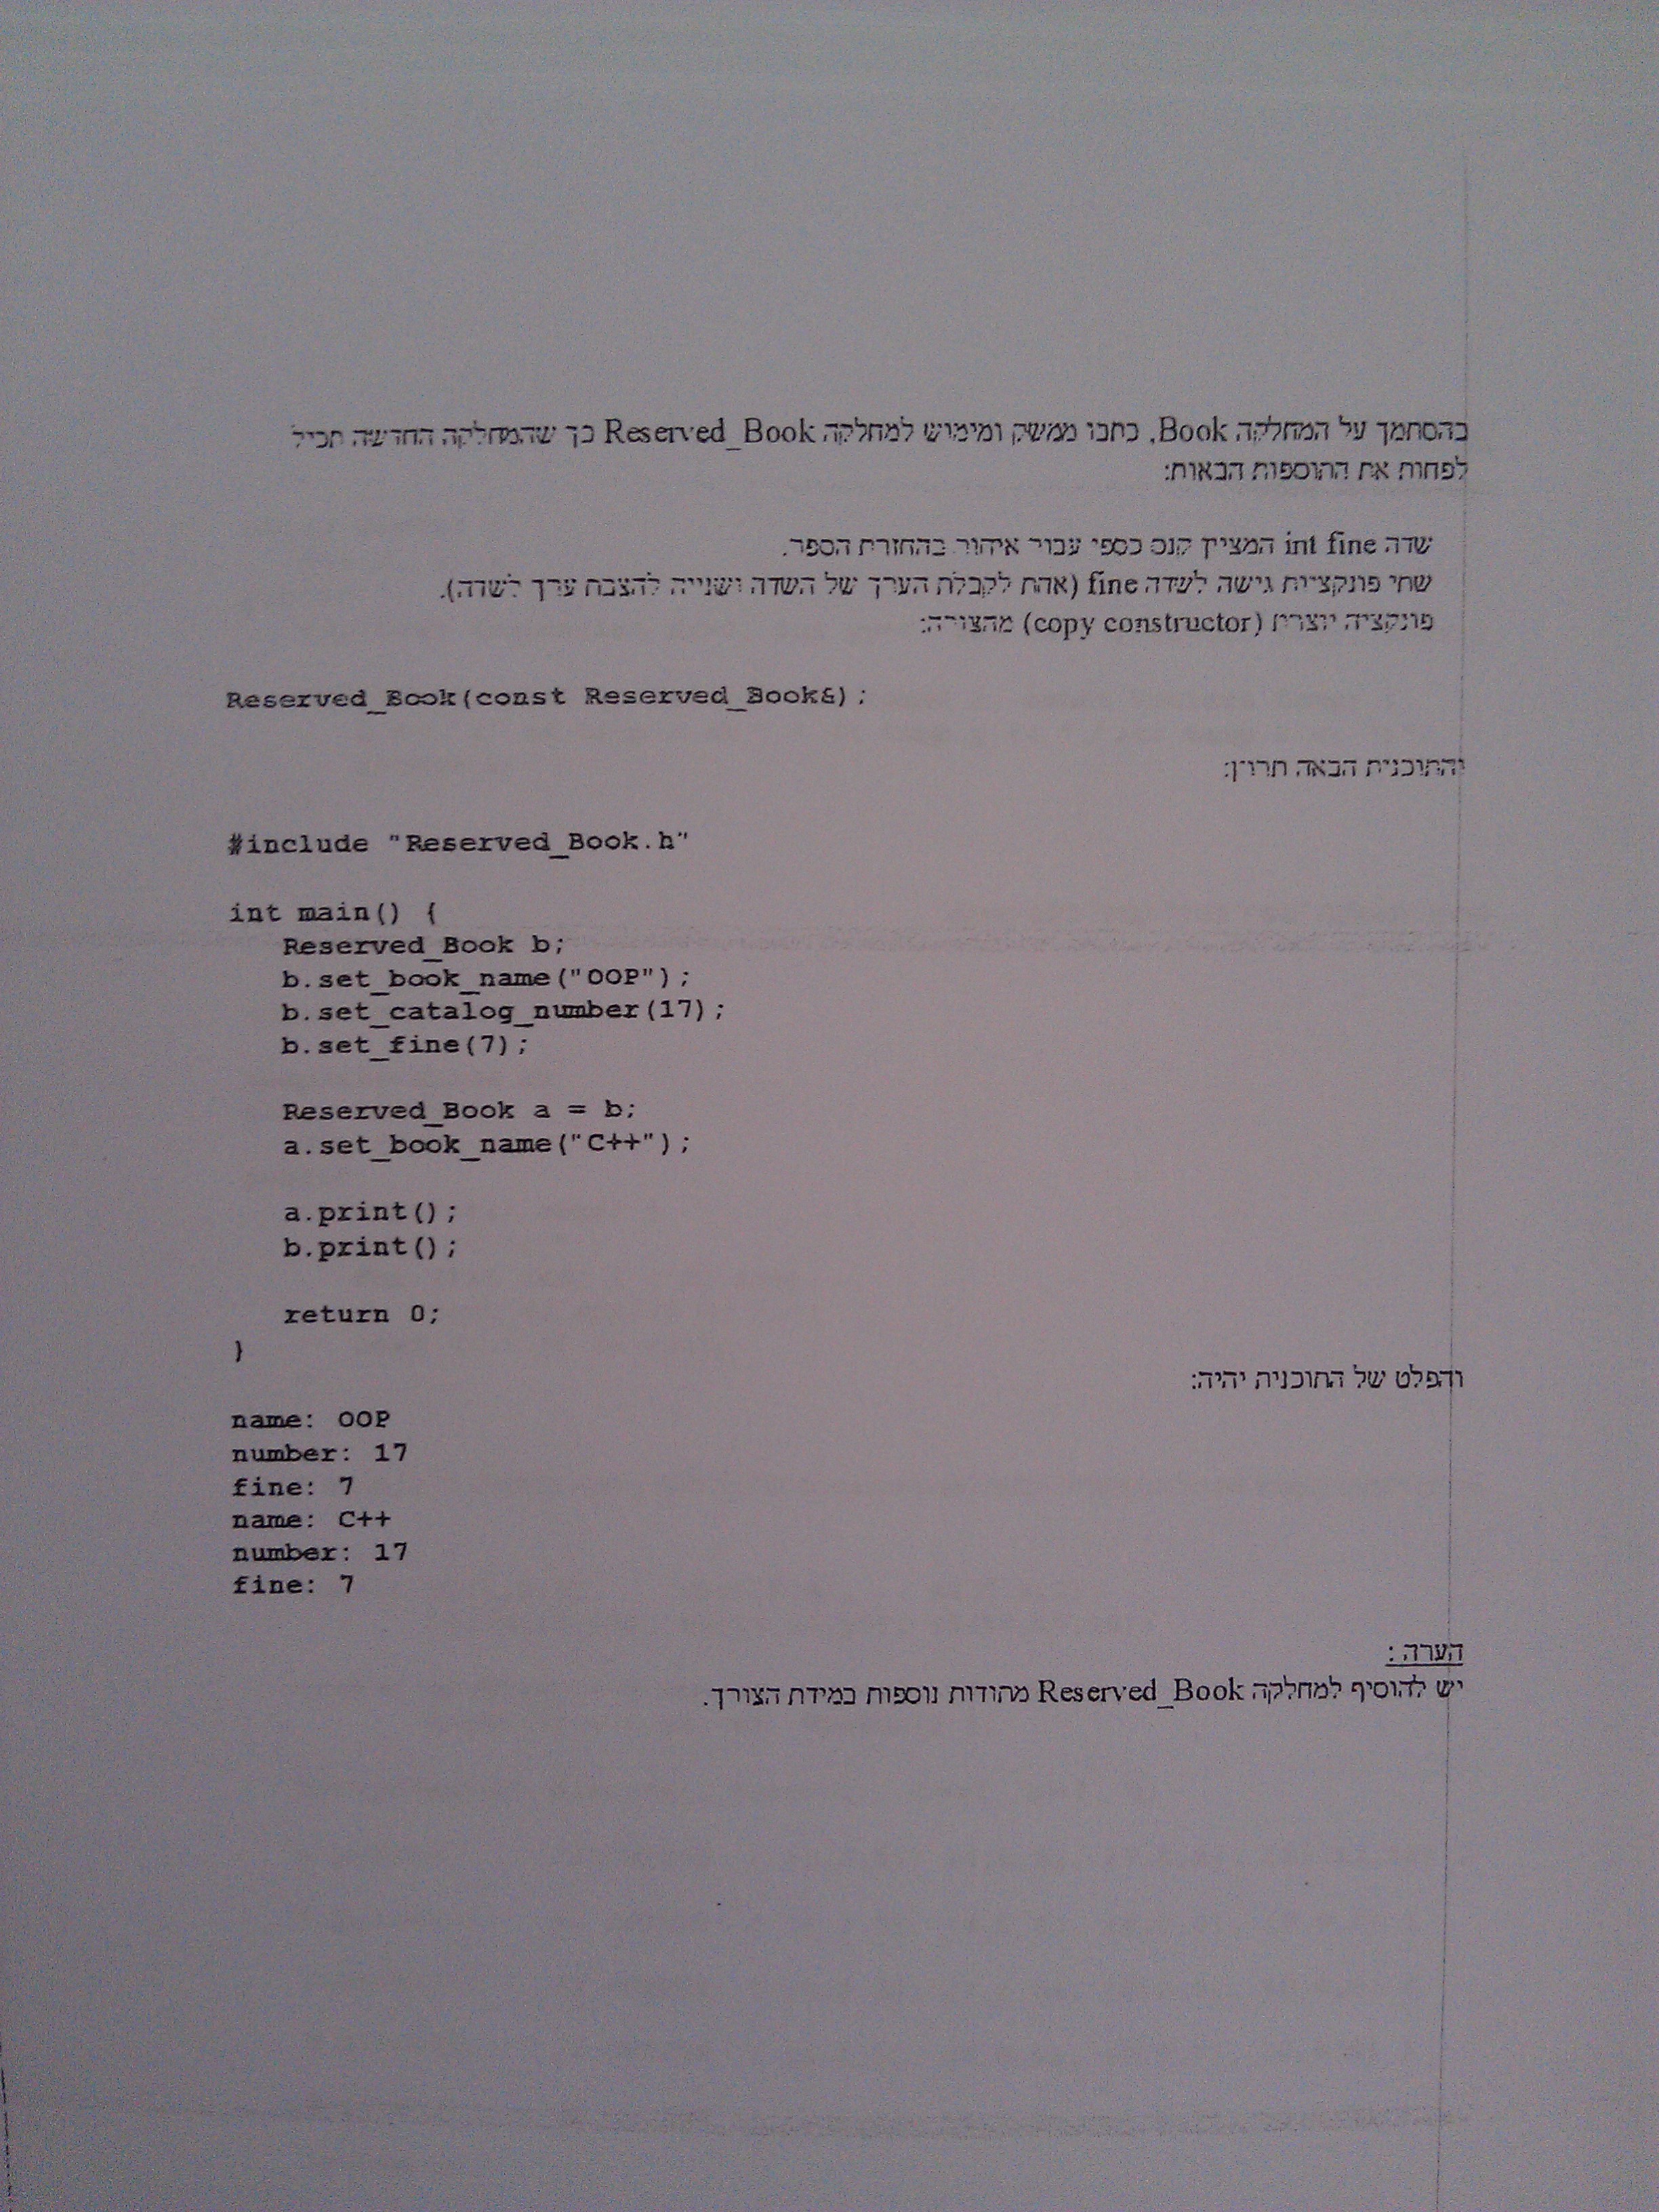 בהסתמך על המחלקה Book, כתבו ממשק ומימוש למחלקה Reserved_Book כך שהמחלקה החדשה תכיל
לפחות את התוספות הבאות:
שדה int fine המציין קנס כספי עבור איחור בהחזרת הספר.
שתי פונקציות גישה לשדה fine (אחת לקבלת הערך של השדה ושנייה להצבת ערך לשדה).
פונקציה יוצרת (copy constructor) מהצורה:
Reserved_Book(const Reserved_Book&);
והתוכנית הבאה תרוץ:
#include "Reserved_Book.h"
int main() {
Reserved_Book b;
b.set_book_name("OOP");
b.set_catalog_number(17);
b.set_fine(7);
Reserved_Book a = b;
a.set_book_name("C++");
a.print();
b.print();
return 0;
}
והפלט של התוכנית יהיה:
name: OOP
number: 17
fine: 7
name: C++
number: 17
fine: 7
הערה :
יש להוסיף למחלקה Reserved_Book מתודות נוספות במידת הצורך.